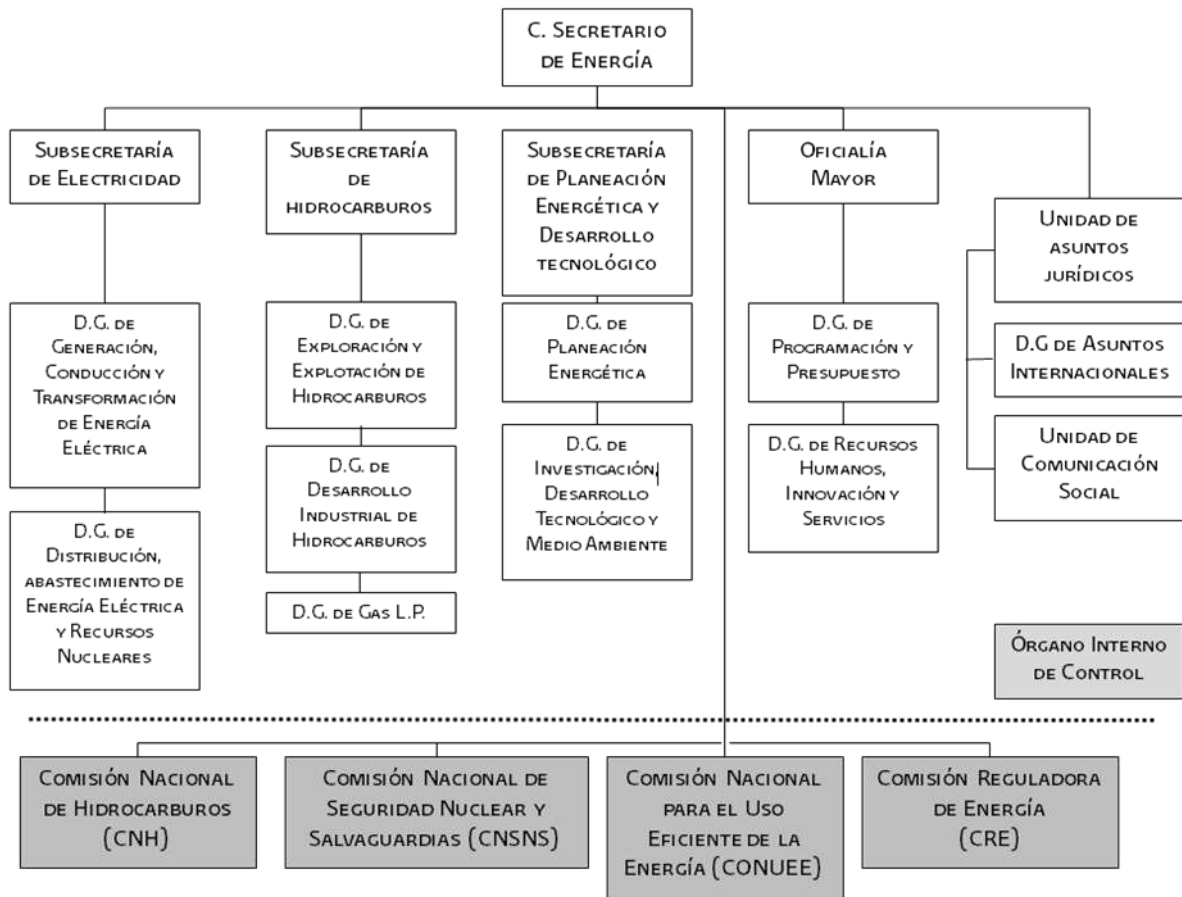 C. Secretario
de Energía
Subsecretaría
de Electricidad
Subsecretaría
de
hidrocarburos
Subsecretaría
de Planeación
Energética y
Desarrollo
tecnológico
Oficialía
Mayor
Unidad de
asuntos
jurídicos
D.G. de
Generación,
Conducción y
Transformación
de Energía
Eléctrica
D.G. de
Exploración y
Explotación de
Hidrocarburos
D.G. de
Planeación
Energética
D.G. de
Programación y
Presupuesto
D.G de Asuntos
Internacionales
D.G. de
Distribución,
abastecimiento de
Energía Eléctrica
y Recursos
Nucleares
D.G. de
Desarrollo
Industrial de
Hidrocarburos
D.G. de
Investigación,
Desarrollo
Tecnológico y
Medio Ambiente
D.G. de Recursos
Humanos,
Innovación y
Servicios
Unidad de
Comunicación
Social
D.G. de Gas L.P.
Órgano Interno
de Control
Comisión Nacional
de Hidrocarburos
(CNH)
Comisión Nacional de
Seguridad Nuclear y
Salvaguardias (CNSNS)
Comisión Nacional
para el Uso
Eficiente de la
Energía (CONUEE)
Comisión Reguladora
de Energía
(CRE)